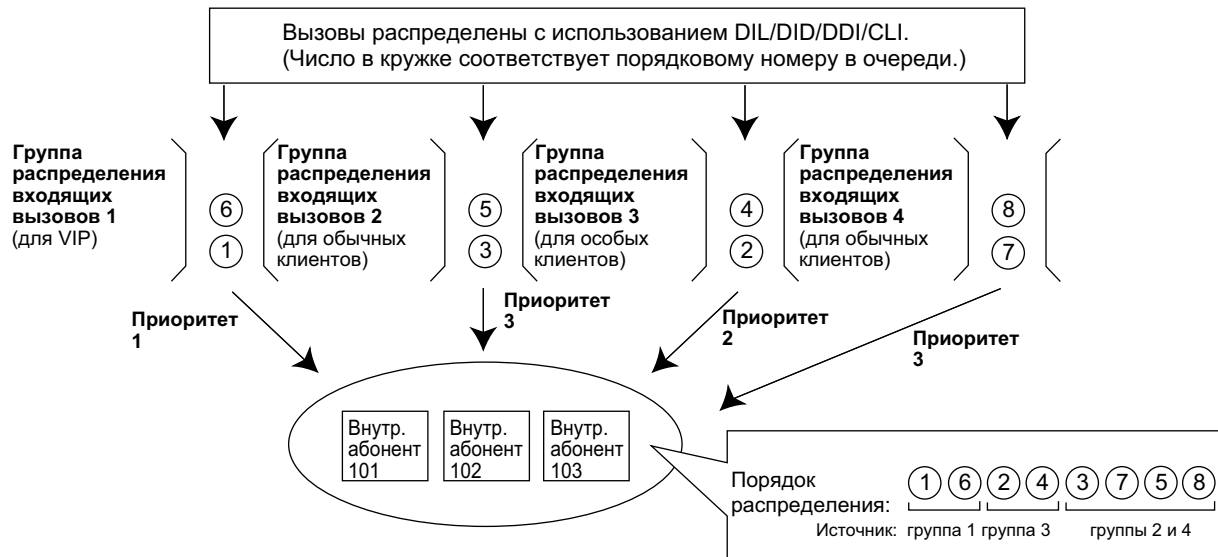 Вызовы распределены с использованием DIL/DID/DDI/CLI.
(Число в кружке соответствует порядковому номеру в очереди.)
Группа
распределения
входящих
вызовов 1
(для VIP)
6
1
Группа
распределения
входящих
вызовов 2
(для обычных
клиентов)
5
3
Группа
распределения
входящих
вызовов 3
(для особых
клиентов)
4
2
Группа
распределения
входящих
вызовов 4
(для обычных
клиентов)
8
7
Приоритет
1
Приоритет
3
Приоритет
2
Приоритет
3
Внутр.
абонент
101
Внутр.
абонент
102
Внутр.
абонент
103
Порядок
распределения:
1 6 2 4 3 7 5 8
Источник: группа 1 группа 3 группы 2 и 4